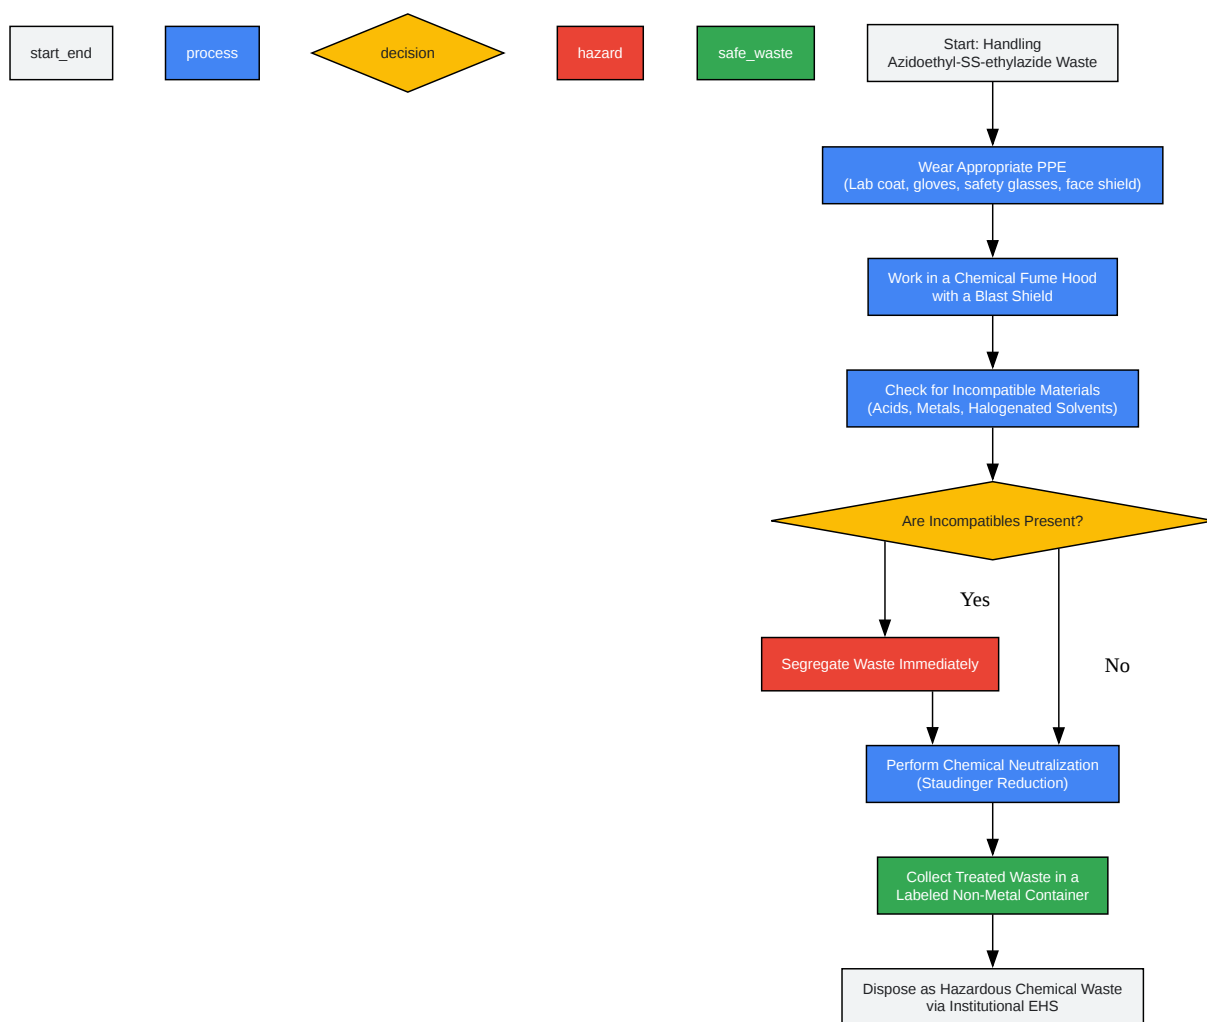 start_end
process
decision
hazard
safe_waste
Start: Handling
Azidoethyl-SS-ethylazide Waste
Wear Appropriate PPE
(Lab coat, gloves, safety glasses, face shield)
Work in a Chemical Fume Hood
with a Blast Shield
Check for Incompatible Materials
(Acids, Metals, Halogenated Solvents)
Are Incompatibles Present?
Yes
Segregate Waste Immediately
No
Perform Chemical Neutralization
(Staudinger Reduction)
Collect Treated Waste in a
Labeled Non-Metal Container
Dispose as Hazardous Chemical Waste
via Institutional EHS